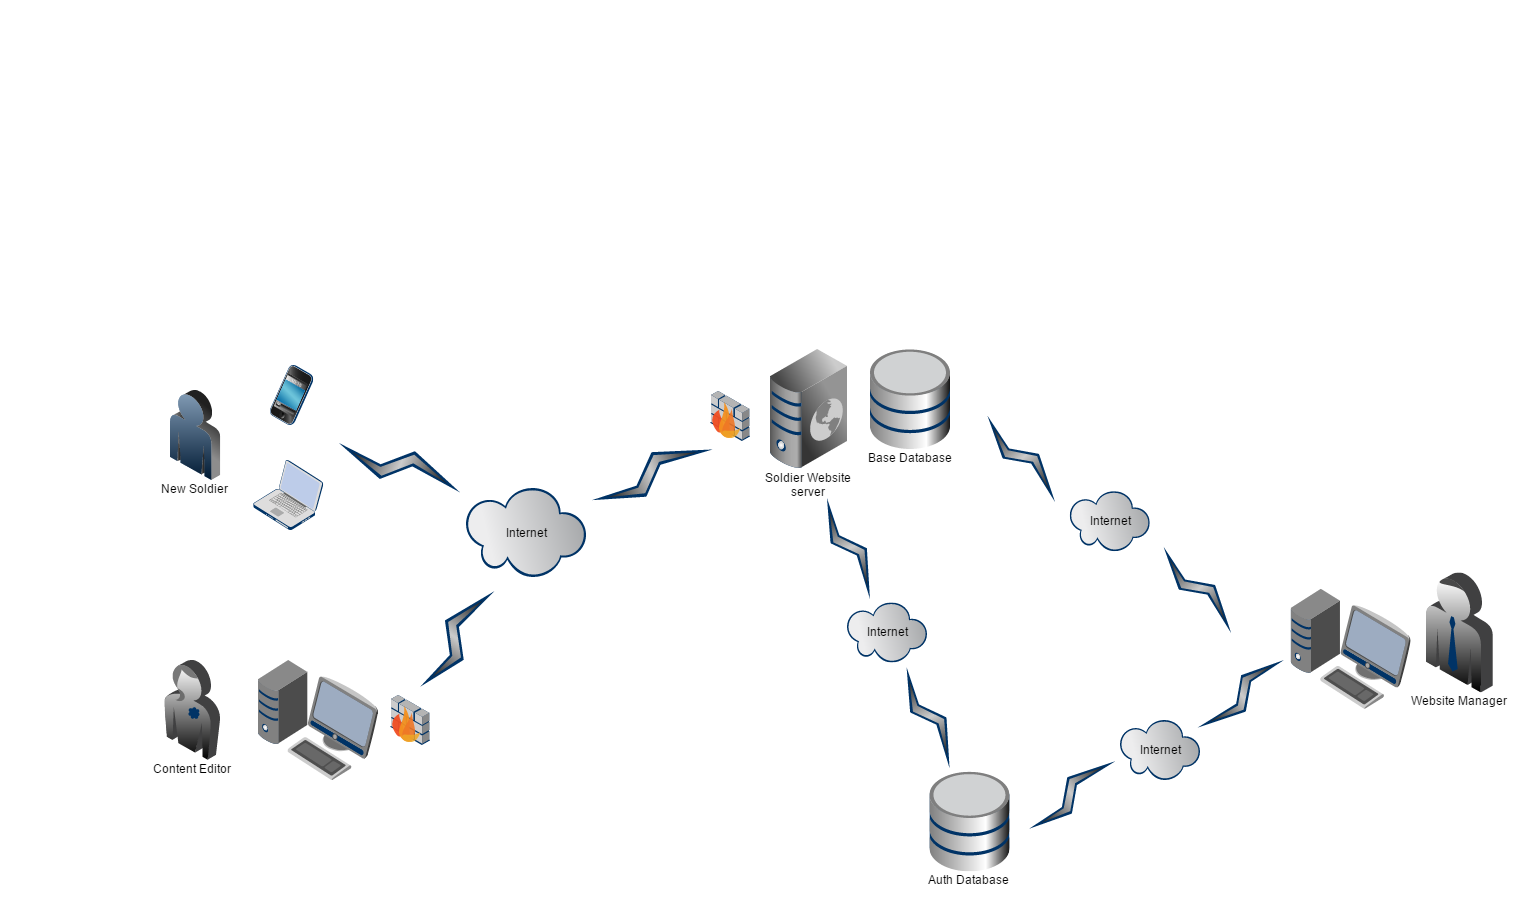 Base Database
Soldier Website
server
New Soldier
Internet
Internet
Internet
Website Manager
Internet
Content Editor
Auth Database